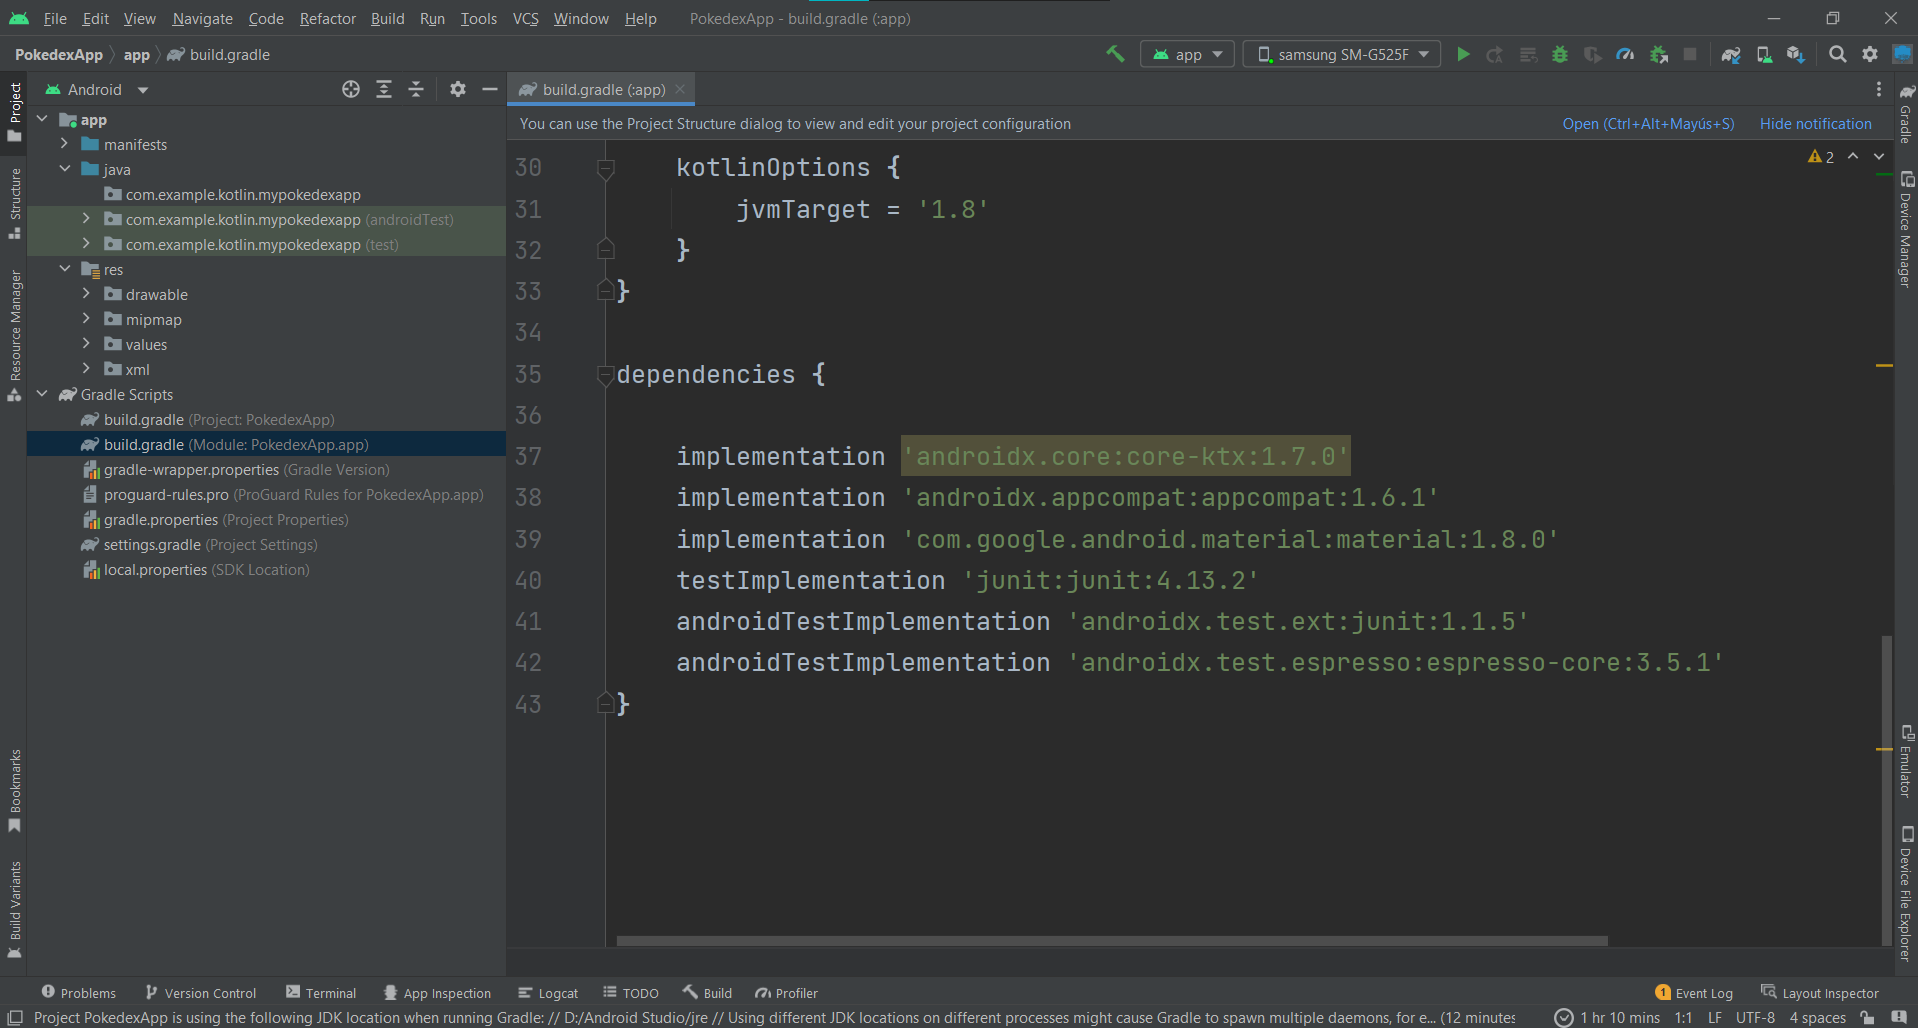 File Edit View Navigate Code Refactor Build Run Tools VCS Window Help PokedexApp - build.gradle (:app)
PokedexApp app build.gradle app samsung SM-G525F
Project
Structure
Resource Manager
Bookmarks
Build Variants
Android
app
manifests
java
com.example.kotlin.mypokedexapp
com.example.kotlin.mypokedexapp (androidTest)
com.example.kotlin.mypokedexapp (test)
res
drawable
mipmap
values
xml
Gradle Scripts
build.gradle (Project: PokedexApp)
build.gradle (Module: PokedexApp.app)
gradle-wrapper.properties (Gradle Version)
proguard-rules.pro (ProGuard Rules for PokedexApp.app)
gradle.properties (Project Properties)
settings.gradle (Project Settings)
local.properties (SDK Location)
build.gradle (:app)
You can use the Project Structure dialog to view and edit your project configuration Open (Ctrl+Alt+Mayús+S) Hide notification
2
30 kotlinOptions {
31 jvmTarget = '1.8'
32 }
33 }
34
35 dependencies {
36
37 implementation 'androidx.core:core-ktx:1.7.0'
38 implementation 'androidx.appcompat:appcompat:1.6.1'
39 implementation 'com.google.android.material:material:1.8.0'
40 testImplementation 'junit:junit:4.13.2'
41 androidTestImplementation 'androidx.test.ext:junit:1.1.5'
42 androidTestImplementation 'androidx.test.espresso:espresso-core:3.5.1'
43 }
Gradle
Device Manager
Emulator
Device File Explorer
Problems Version Control Terminal App Inspection Logcat TODO Build Profiler 1 Event Log Layout Inspector
Project PokedexApp is using the following JDK location when running Gradle: // D:/Android Studio/jre // Using different JDK locations on different processes might cause Gradle to spawn multiple daemons, for e... (12 minutes 1 hr 10 mins 1:1 LF UTF-8 4 spaces